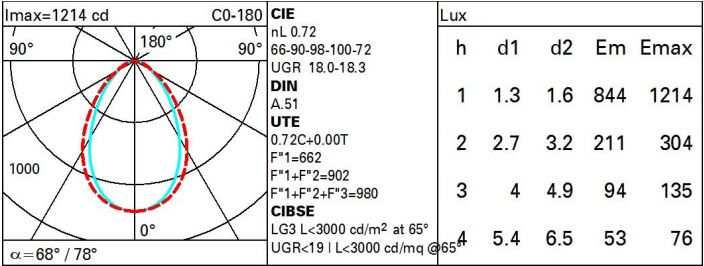 Imax=1214 cd C0-180
90° 180° 90°
1000
0°
α=68° / 78°
CIE
nL 0.72
66-90-98-100-72
UGR 18.0-18.3
DIN
A.51
UTE
0.72C+0.00T
F"1=662
F"1+F"2=902
F"1+F"2+F"3=980
CIBSE
LG3 L<3000 cd/m² at 65°
UGR<19 | L<3000 cd/mq @65°
Lux
h d1 d2 Em Emax
1 1.3 1.6 844 1214
2 2.7 3.2 211 304
3 4 4.9 94 135
4 5.4 6.5 53 76